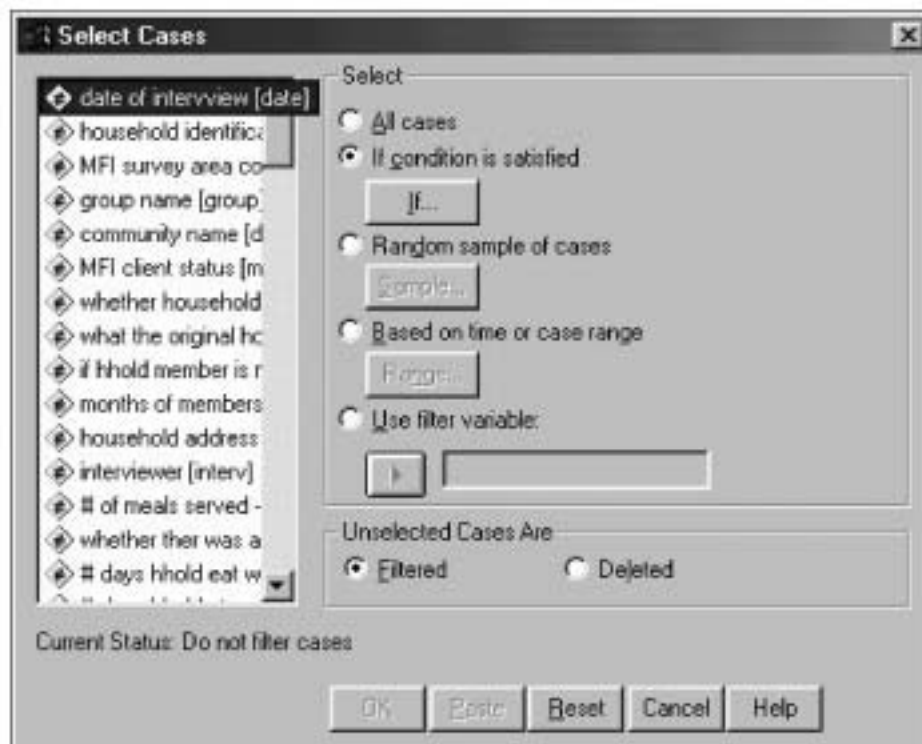 Select Cases
date of intervview [date]
household identifica
MFI survey area co
group name [group]
community name [d
MFI client status [m
whether household
what the original ho
if hhold member is r
months of members
household address
interviewer [interv]
# of meals served -
whether ther was a
# days hhold eat w
Select
All cases
If condition is satisfied
If...
Random sample of cases
Sample...
Based on time or case range
Range...
Use filter variable:
Unselected Cases Are
Filtered
Deleted
Current Status: Do not filter cases
OK
Paste
Reset
Cancel
Help